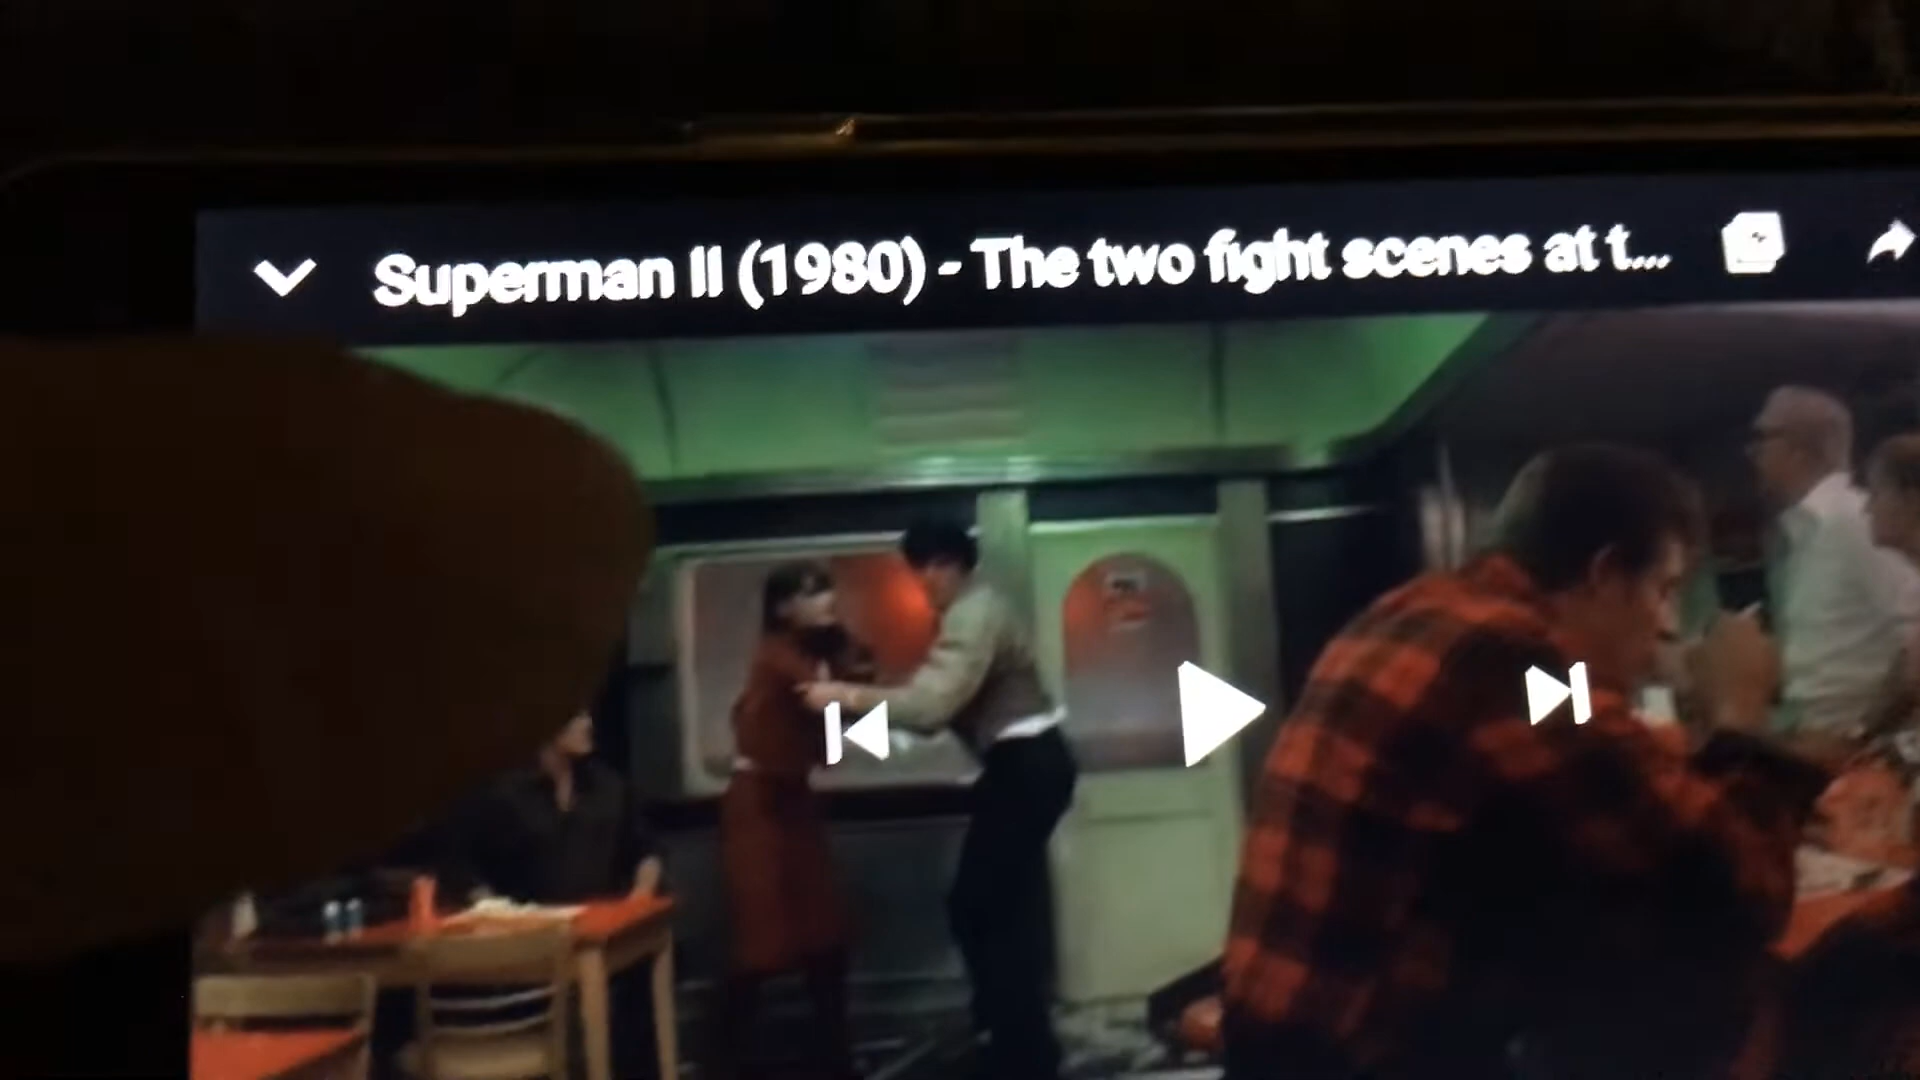 Superman II (1980) - The two fight scenes at t...